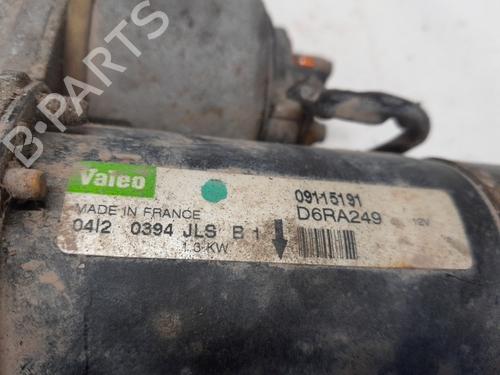 B-PARTS
Valeo
09115191
MADE IN FRANCE
D6RA249 12V
04/2 0394 JLS B 1
1.3 KW